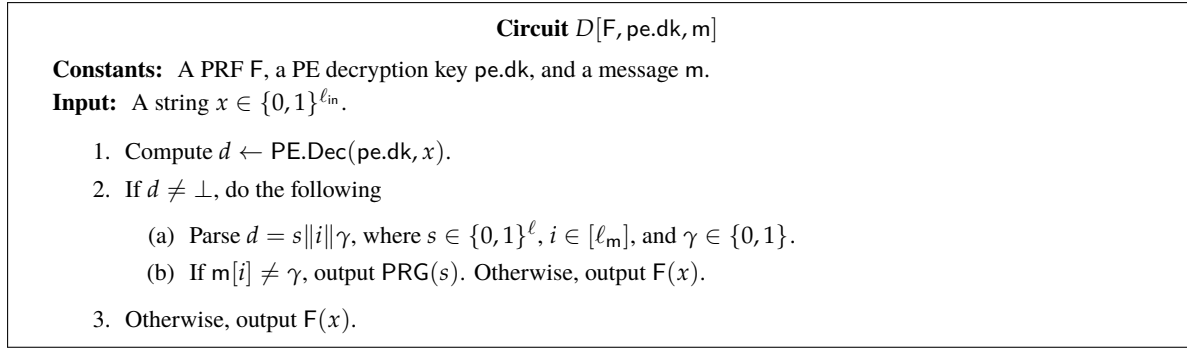 Circuit D[F, pe.dk, m]
Constants: A PRF F, a PE decryption key pe.dk, and a message m.
Input: A string x ∈ {0, 1}^{ℓ_in}.
1. Compute d ← PE.Dec(pe.dk, x).
2. If d ≠ ⊥, do the following
(a) Parse d = s∥i∥γ, where s ∈ {0, 1}^ℓ, i ∈ [ℓ_m], and γ ∈ {0, 1}.
(b) If m[i] ≠ γ, output PRG(s). Otherwise, output F(x).
3. Otherwise, output F(x).